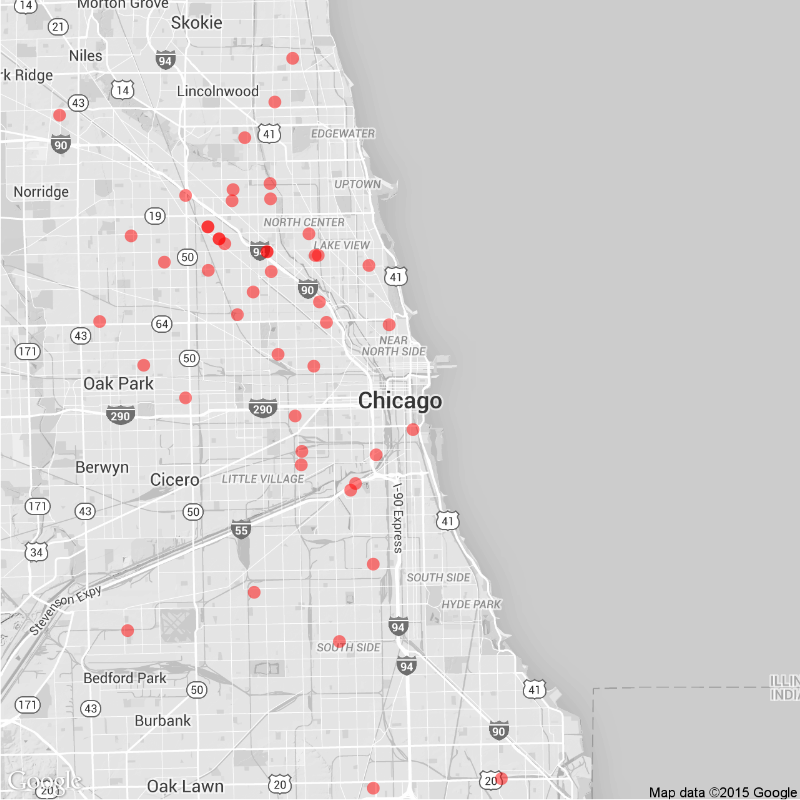 Morton Grove
14
Skokie
21
Niles
94
rk Ridge
14
Lincolnwood
43
41
EDGEWATER
90
Norridge
UPTOWN
19
NORTH CENTER
LAKE VIEW
94
50
41
90
64
43
NEAR
NORTH SIDE
171
50
Oak Park
Chicago
290
290
Berwyn
Cicero
LITTLE VILLAGE
171
43
50
I-90 Express
41
55
34
SOUTH SIDE
Stevenson Expy
HYDE PARK
94
SOUTH SIDE
94
Bedford Park
ILLIN
INDIA
50
41
171
43
Burbank
90
Google
20
Oak Lawn
20
20
Map data ©2015 Google